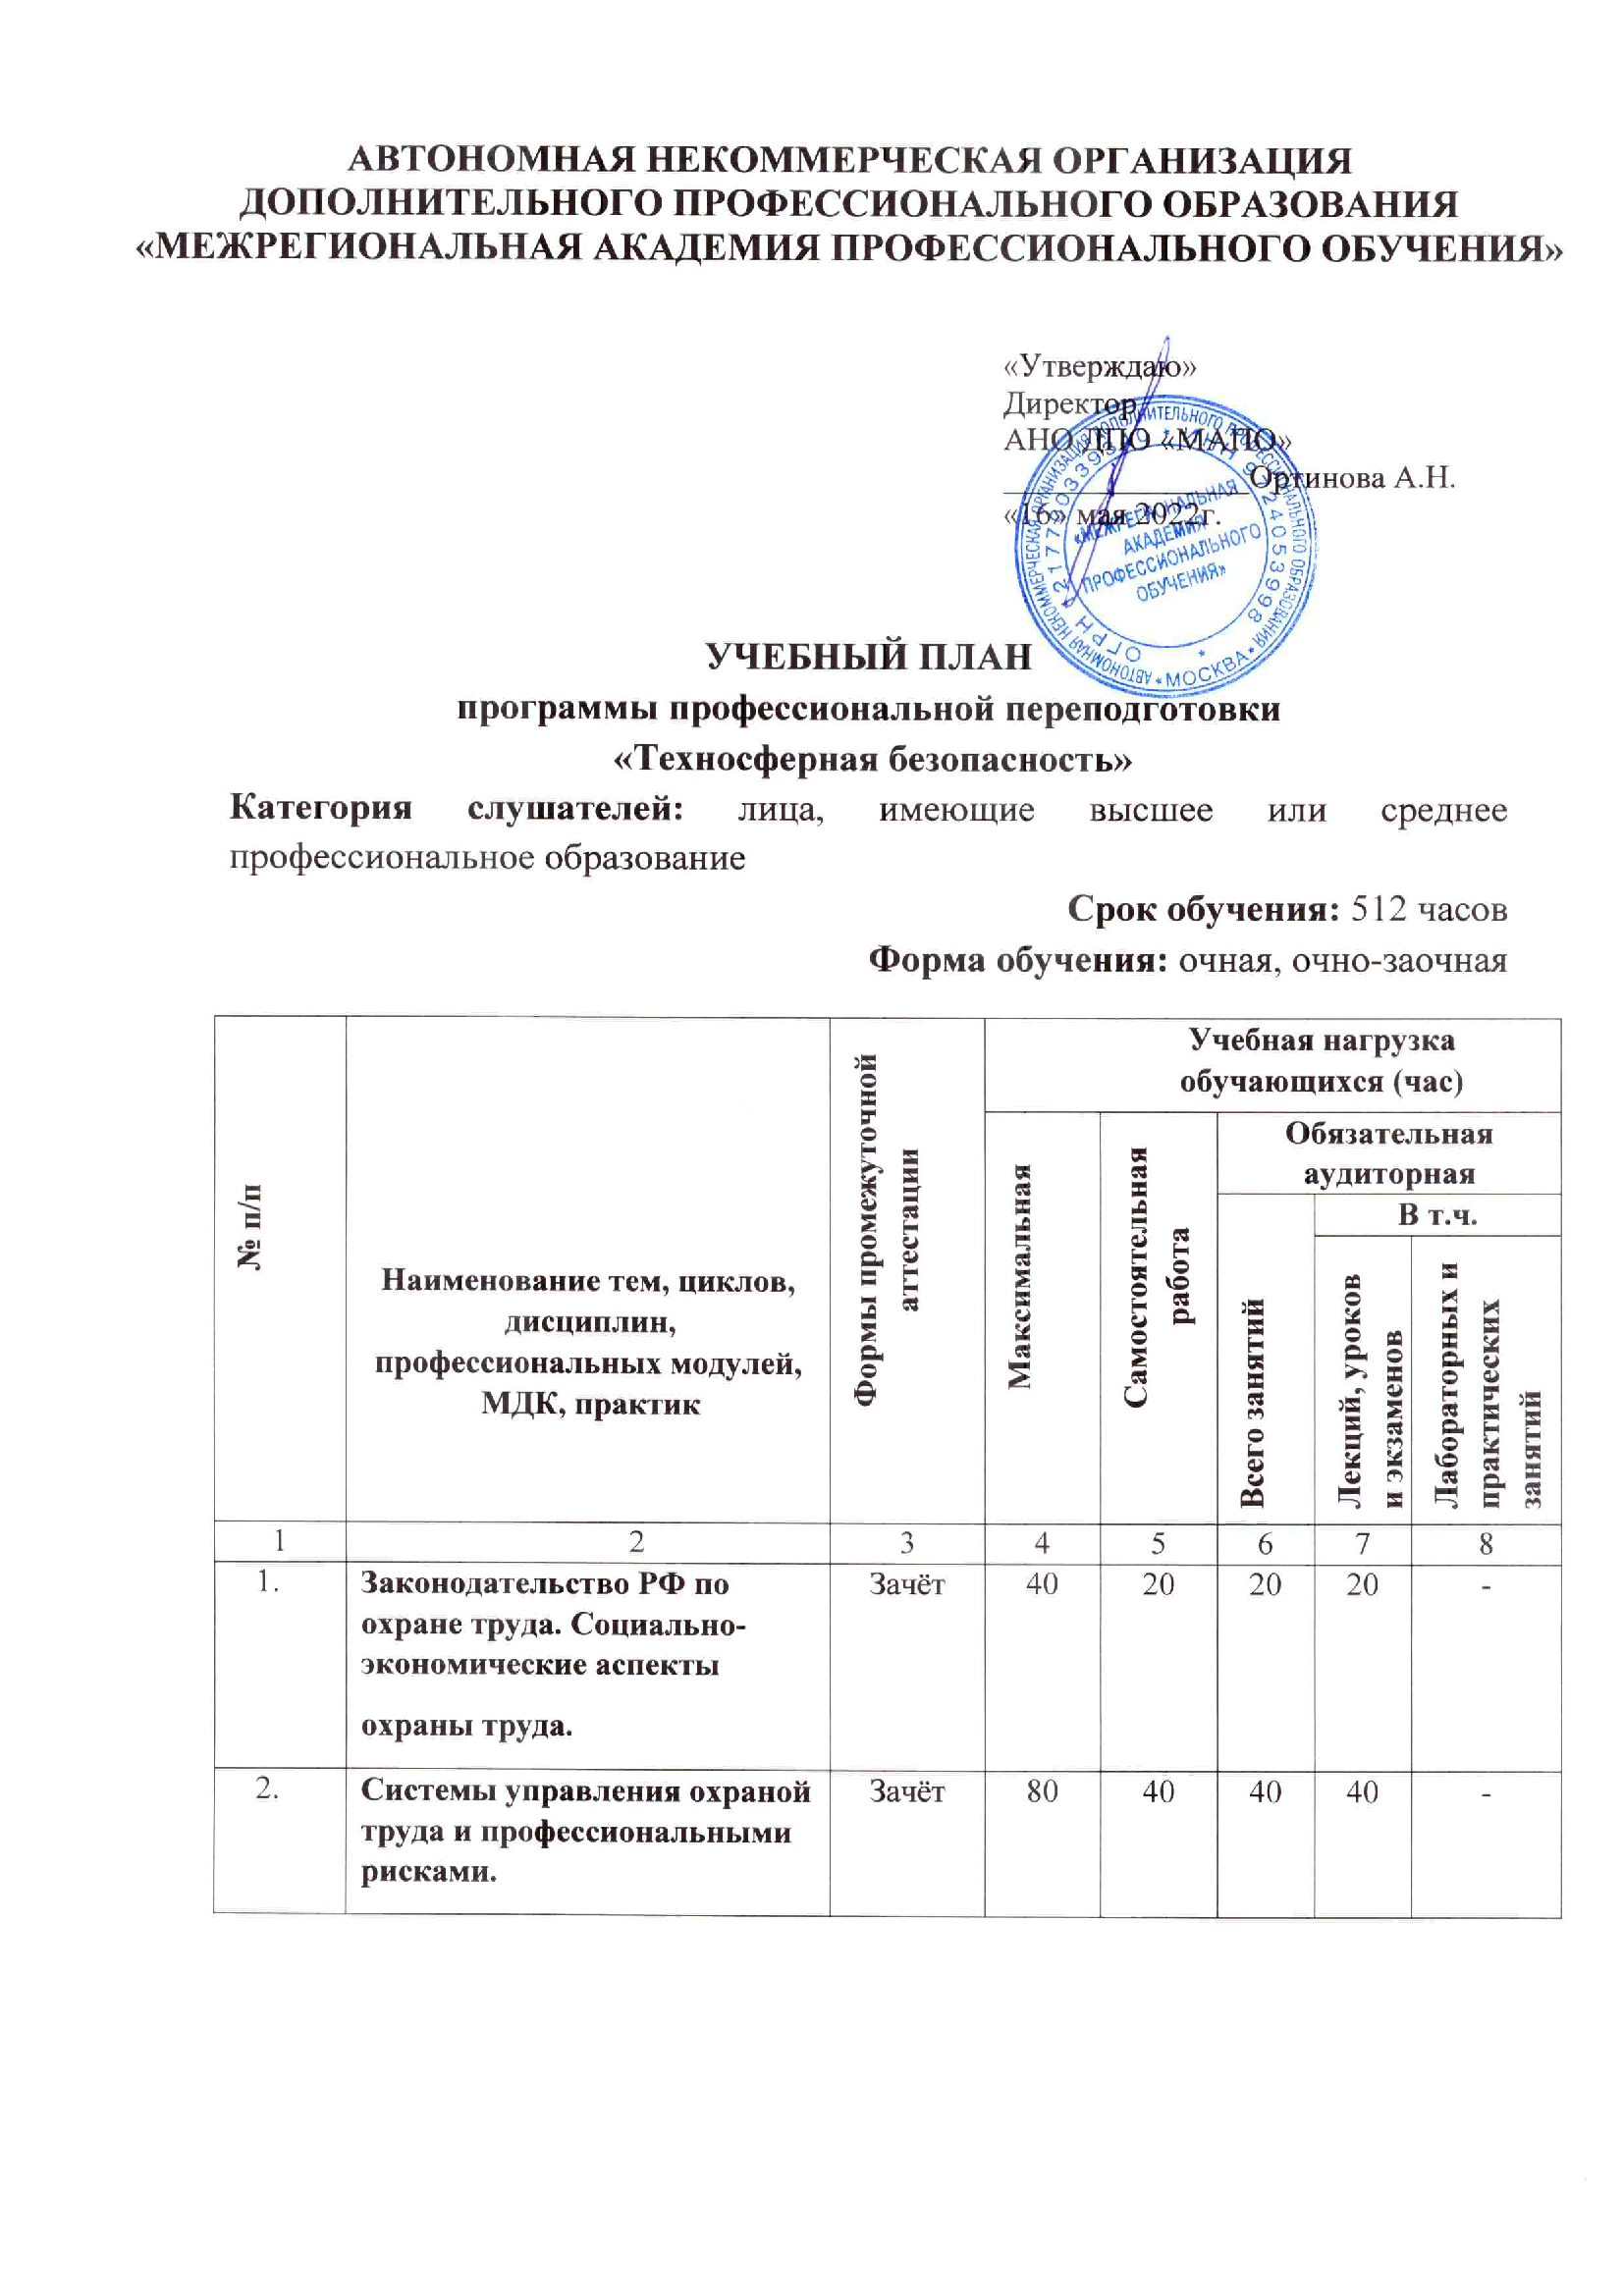 АВТОНОМНАЯ НЕКОММЕРЧЕСКАЯ ОРГАНИЗАЦИЯ
ДОПОЛНИТЕЛЬНОГО ПРОФЕССИОНАЛЬНОГО ОБРАЗОВАНИЯ
«МЕЖРЕГИОНАЛЬНАЯ АКАДЕМИЯ ПРОФЕССИОНАЛЬНОГО ОБУЧЕНИЯ»
«Утверждаю»
Директор
АНО ДПО «МАПО»
Ортинова А.Н.
«16» мая 2022г.
АВТОНОМНАЯ НЕКОММЕРЧЕСКАЯ ОРГАНИЗАЦИЯ ДОПОЛНИТЕЛЬНОГО ПРОФЕССИОНАЛЬНОГО ОБРАЗОВАНИЯ
* МОСКВА *
ОГРН
ИНН 9724053998
«МЕЖРЕГИОНАЛЬНАЯ
АКАДЕМИЯ
ПРОФЕССИОНАЛЬНОГО
ОБУЧЕНИЯ»
УЧЕБНЫЙ ПЛАН
программы профессиональной переподготовки
«Техносферная безопасность»
Категория слушателей: лица, имеющие высшее или среднее
профессиональное образование
Срок обучения: 512 часов
Форма обучения: очная, очно-заочная
№ п/п
Наименование тем, циклов,
дисциплин,
профессиональных модулей,
МДК, практик
Формы промежуточной
аттестации
Учебная нагрузка
обучающихся (час)
Максимальная
Самостоятельная
работа
Обязательная
аудиторная
Всего занятий
В т.ч.
Лекций, уроков
и экзаменов
Лабораторных и
практических
занятий
1 2 3 4 5 6 7 8
1. Законодательство РФ по Зачёт 40 20 20 20 -
охране труда. Социально-
экономические аспекты
охраны труда.
2. Системы управления охраной Зачёт 80 40 40 40 -
труда и профессиональными
рисками.